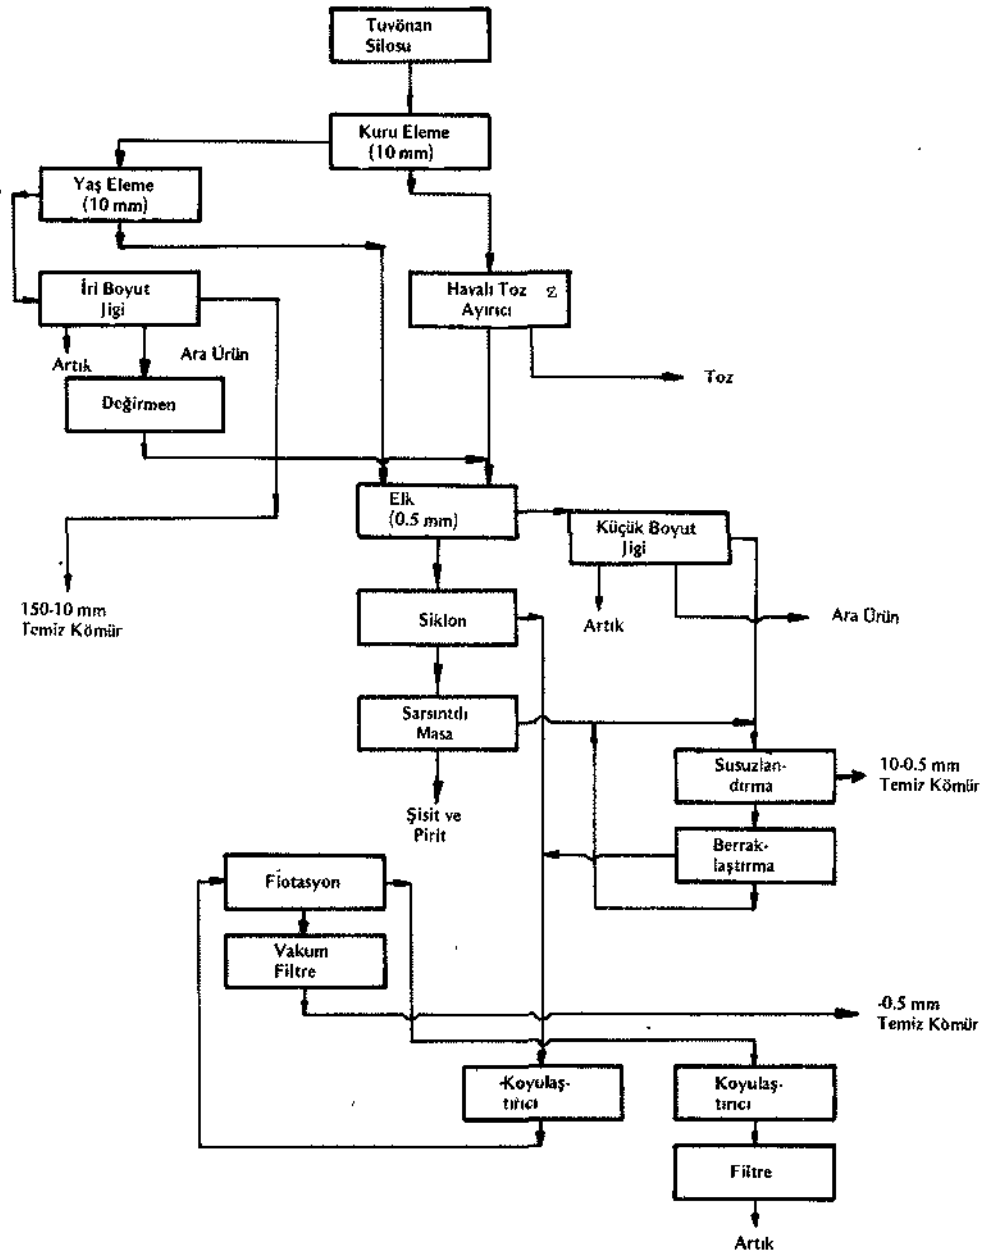 Tuvönan
Silosu
Kuru Eleme
(10 mm)
Yaş Eleme
(10 mm)
İri Boyut
Jigi
Havalı Toz
Ayırıcı
Artık
Ara Ürün
Toz
Değirmen
Elk
(0.5 mm)
Küçük Boyut
Jigi
150-10 mm
Temiz Kömür
Siklon
Artık
Ara Ürün
Sarsıntılı
Masa
Susuzlan-
dırma
10-0.5 mm
Temiz Kömür
Şisit ve
Pirit
Berrak-
laştırma
Flotasyon
Vakum
Filtre
-0.5 mm
Temiz Kömür
-Koyulaş-
tırıcı
Koyulaş-
tırıcı
Filtre
Artık